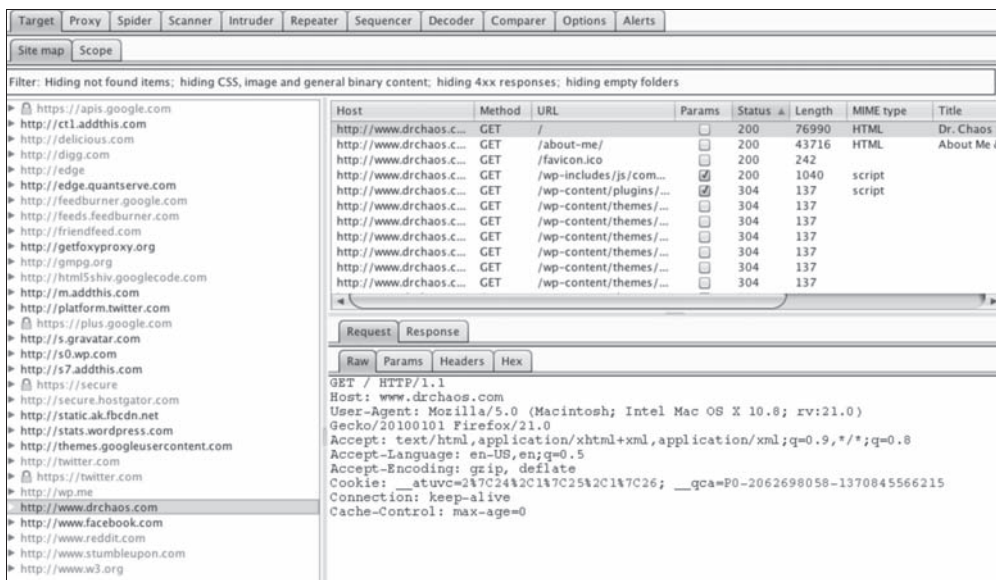 Target Proxy Spider Scanner Intruder Repeater Sequencer Decoder Comparer Options Alerts
Site map Scope
Filter: Hiding not found items; hiding CSS, image and general binary content; hiding 4xx responses; hiding empty folders
https://apis.google.com
http://ct1.addthis.com
http://delicious.com
http://digg.com
http://edge
http://edge.quantserve.com
http://feedburner.google.com
http://feeds.feedburner.com
http://friendfeed.com
http://getfoxyproxy.org
http://gmpg.org
http://html5shiv.googlecode.com
http://m.addthis.com
http://platform.twitter.com
https://plus.google.com
http://s.gravatar.com
http://s0.wp.com
http://s7.addthis.com
https://secure
http://secure.hostgator.com
http://static.ak.fbcdn.net
http://stats.wordpress.com
http://themes.googleusercontent.com
http://twitter.com
https://twitter.com
http://wp.me
http://www.drchaos.com
http://www.facebook.com
http://www.reddit.com
http://www.stumbleupon.com
http://www.w3.org
Host Method URL Params Status Length MIME type Title
http://www.drchaos.c... GET / 200 76990 HTML Dr. Chaos
http://www.drchaos.c... GET /about-me/ 200 43716 HTML About Me &
http://www.drchaos.c... GET /favicon.ico 200 242
http://www.drchaos.c... GET /wp-includes/js/com... 200 1040 script
http://www.drchaos.c... GET /wp-content/plugins/... 304 137 script
http://www.drchaos.c... GET /wp-content/themes/... 304 137
http://www.drchaos.c... GET /wp-content/themes/... 304 137
http://www.drchaos.c... GET /wp-content/themes/... 304 137
http://www.drchaos.c... GET /wp-content/themes/... 304 137
http://www.drchaos.c... GET /wp-content/themes/... 304 137
http://www.drchaos.c... GET /wp-content/themes/... 304 137
Request Response
Raw Params Headers Hex
GET / HTTP/1.1
Host: www.drchaos.com
User-Agent: Mozilla/5.0 (Macintosh; Intel Mac OS X 10.8; rv:21.0)
Gecko/20100101 Firefox/21.0
Accept: text/html,application/xhtml+xml,application/xml;q=0.9,*/*;q=0.8
Accept-Language: en-US,en;q=0.5
Accept-Encoding: gzip, deflate
Cookie: __atuvc=2%7C24%2C1%7C25%2C1%7C26; __qca=P0-2062698058-1370845566215
Connection: keep-alive
Cache-Control: max-age=0